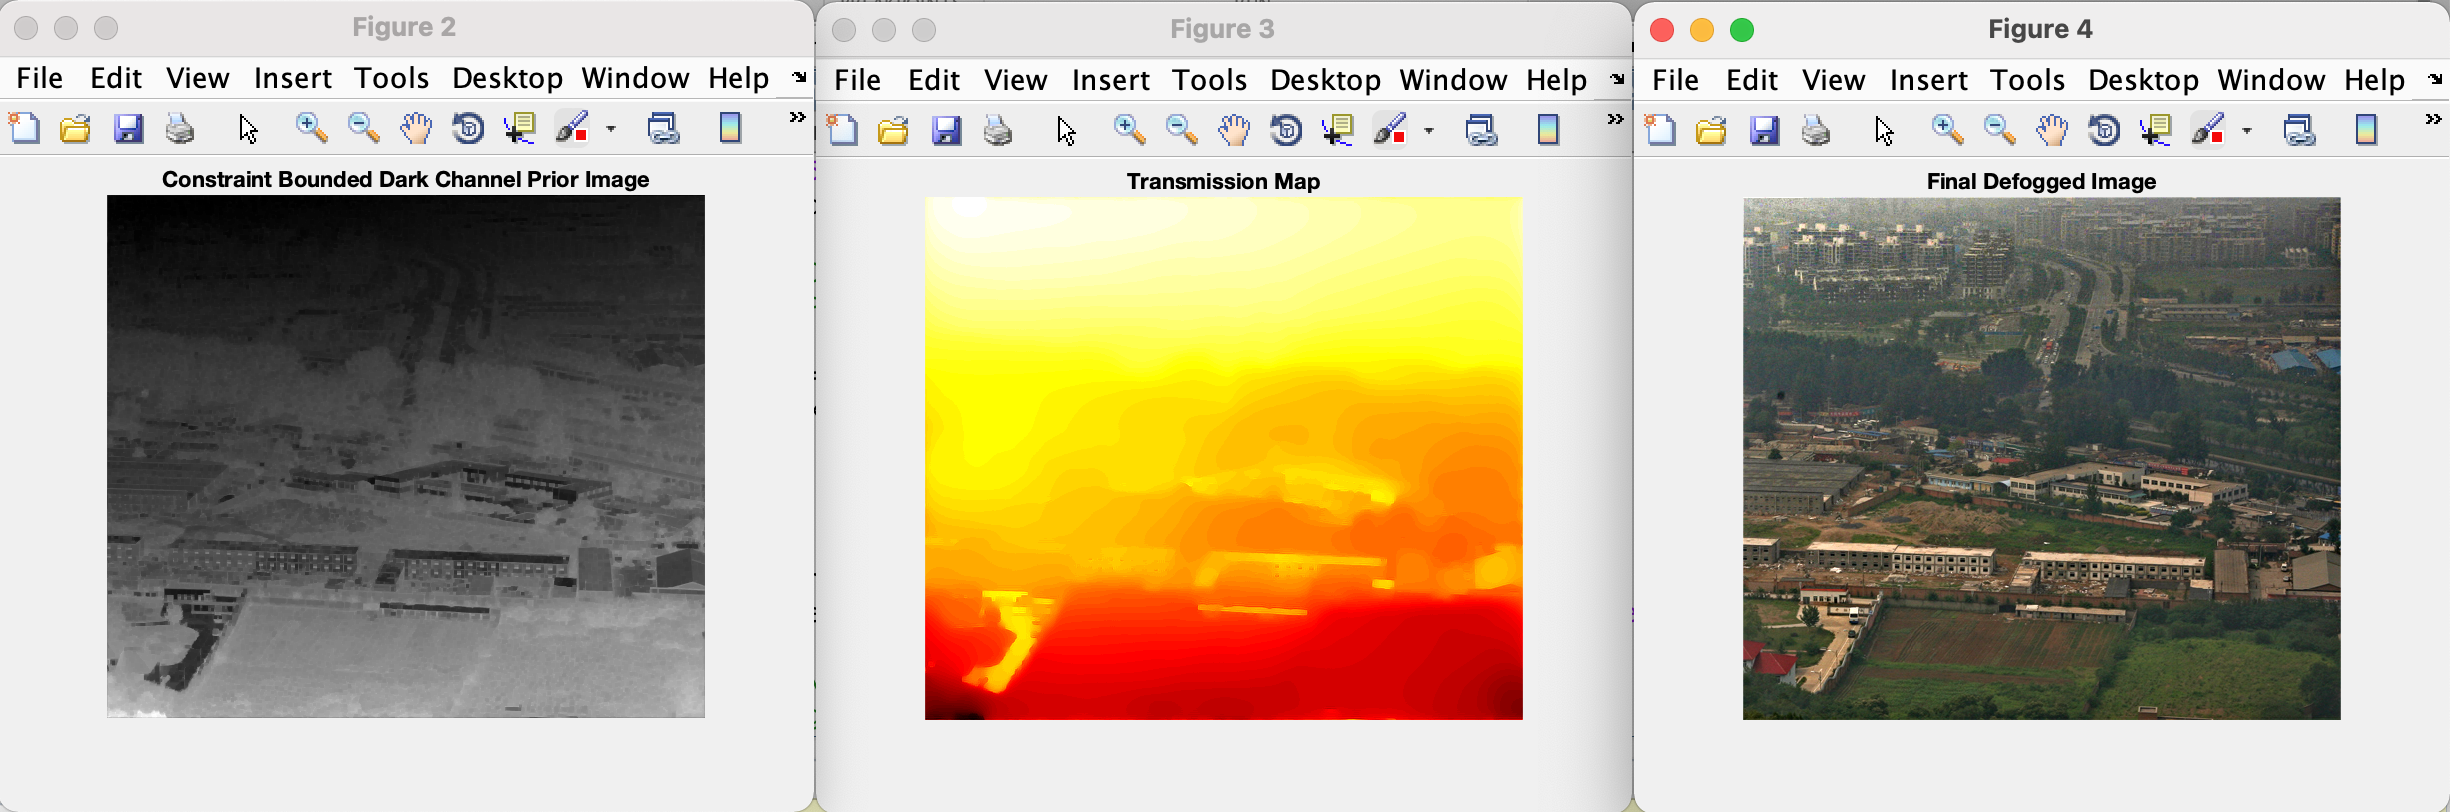 Figure 2
File Edit View Insert Tools Desktop Window Help
Constraint Bounded Dark Channel Prior Image
Figure 3
File Edit View Insert Tools Desktop Window Help
Transmission Map
Figure 4
File Edit View Insert Tools Desktop Window Help
Final Defogged Image